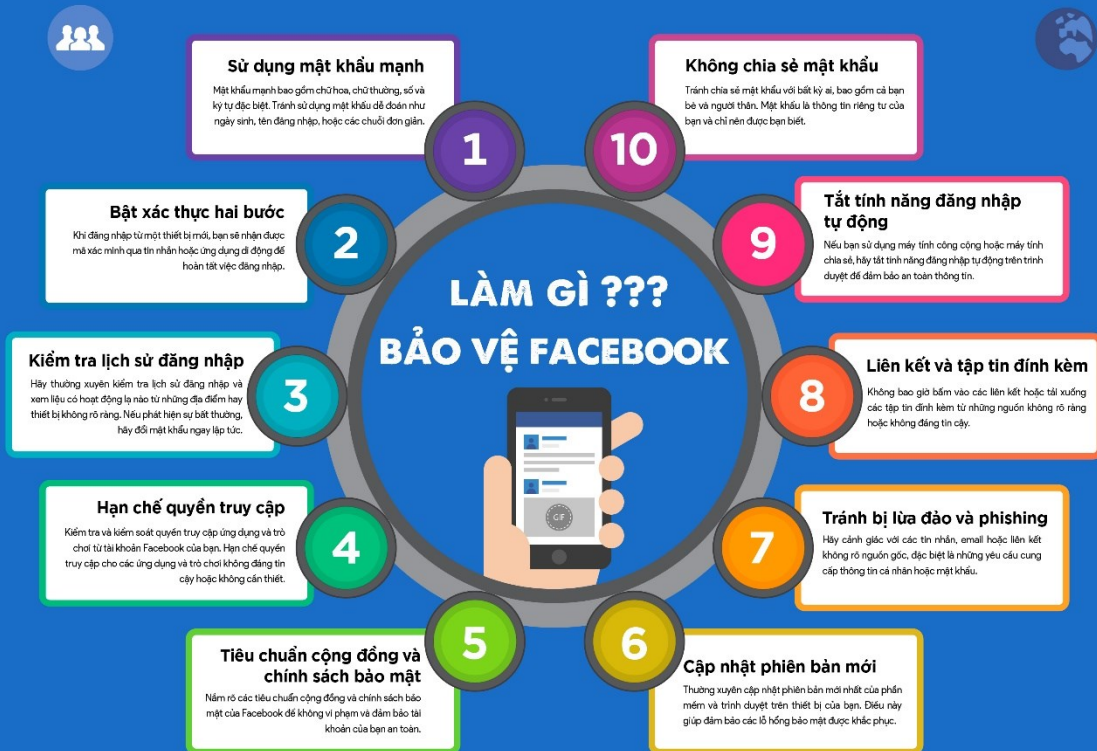 LÀM GÌ ???
BẢO VỆ FACEBOOK
GIF
1
Sử dụng mật khẩu mạnh
Mật khẩu mạnh bao gồm chữ hoa, chữ thường, số và
ký tự đặc biệt. Tránh sử dụng mật khẩu dễ đoán như
ngày sinh, tên đăng nhập, hoặc các chuỗi đơn giản.
2
Bật xác thực hai bước
Khi đăng nhập từ một thiết bị mới, bạn sẽ nhận được
mã xác minh qua tin nhắn hoặc ứng dụng di động để
hoàn tất việc đăng nhập.
3
Kiểm tra lịch sử đăng nhập
Hãy thường xuyên kiểm tra lịch sử đăng nhập và
xem liệu có hoạt động lạ nào từ những địa điểm hay
thiết bị không rõ ràng. Nếu phát hiện sự bất thường,
hãy đổi mật khẩu ngay lập tức.
4
Hạn chế quyền truy cập
Kiểm tra và kiểm soát quyền truy cập ứng dụng và trò
chơi từ tài khoản Facebook của bạn. Hạn chế quyền
truy cập cho các ứng dụng và trò chơi không đáng tin
cậy hoặc không cần thiết.
5
Tiêu chuẩn cộng đồng và
chính sách bảo mật
Nắm rõ các tiêu chuẩn cộng đồng và chính sách bảo
mật của Facebook để không vi phạm và đảm bảo tài
khoản của bạn an toàn.
6
Cập nhật phiên bản mới
Thường xuyên cập nhật phiên bản mới nhất của phần
mềm và trình duyệt trên thiết bị của bạn. Điều này
giúp đảm bảo các lỗ hổng bảo mật được khắc phục.
7
Tránh bị lừa đảo và phishing
Hãy cảnh giác với các tin nhắn, email hoặc liên kết
không rõ nguồn gốc, đặc biệt là những yêu cầu cung
cấp thông tin cá nhân hoặc mật khẩu.
8
Liên kết và tập tin đính kèm
Không bao giờ bấm vào các liên kết hoặc tải xuống
các tập tin đính kèm từ những nguồn không rõ ràng
hoặc không đáng tin cậy.
9
Tắt tính năng đăng nhập
tự động
Nếu bạn sử dụng máy tính công cộng hoặc máy tính
chia sẻ, hãy tắt tính năng đăng nhập tự động trên trình
duyệt để đảm bảo an toàn thông tin.
10
Không chia sẻ mật khẩu
Tránh chia sẻ mật khẩu với bất kỳ ai, bao gồm cả bạn
bè và người thân. Mật khẩu là thông tin riêng tư của
bạn và chỉ nên được bạn biết.